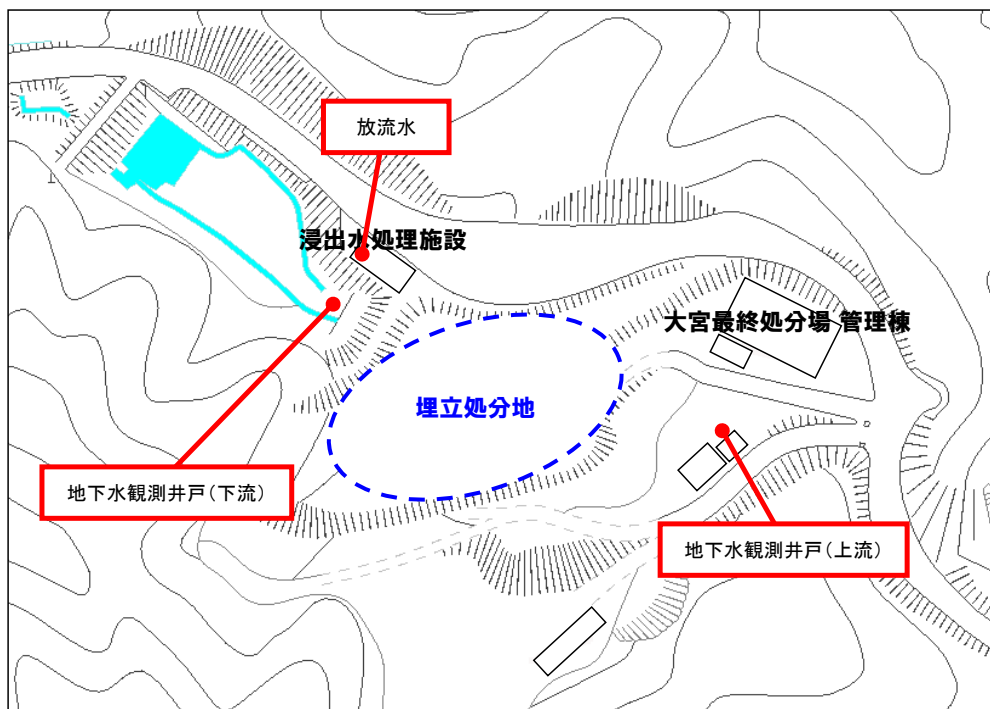 放流水
浸出水処理施設
大宮最終処分場 管理棟
埋立処分地
地下水観測井戸（下流）
地下水観測井戸（上流）